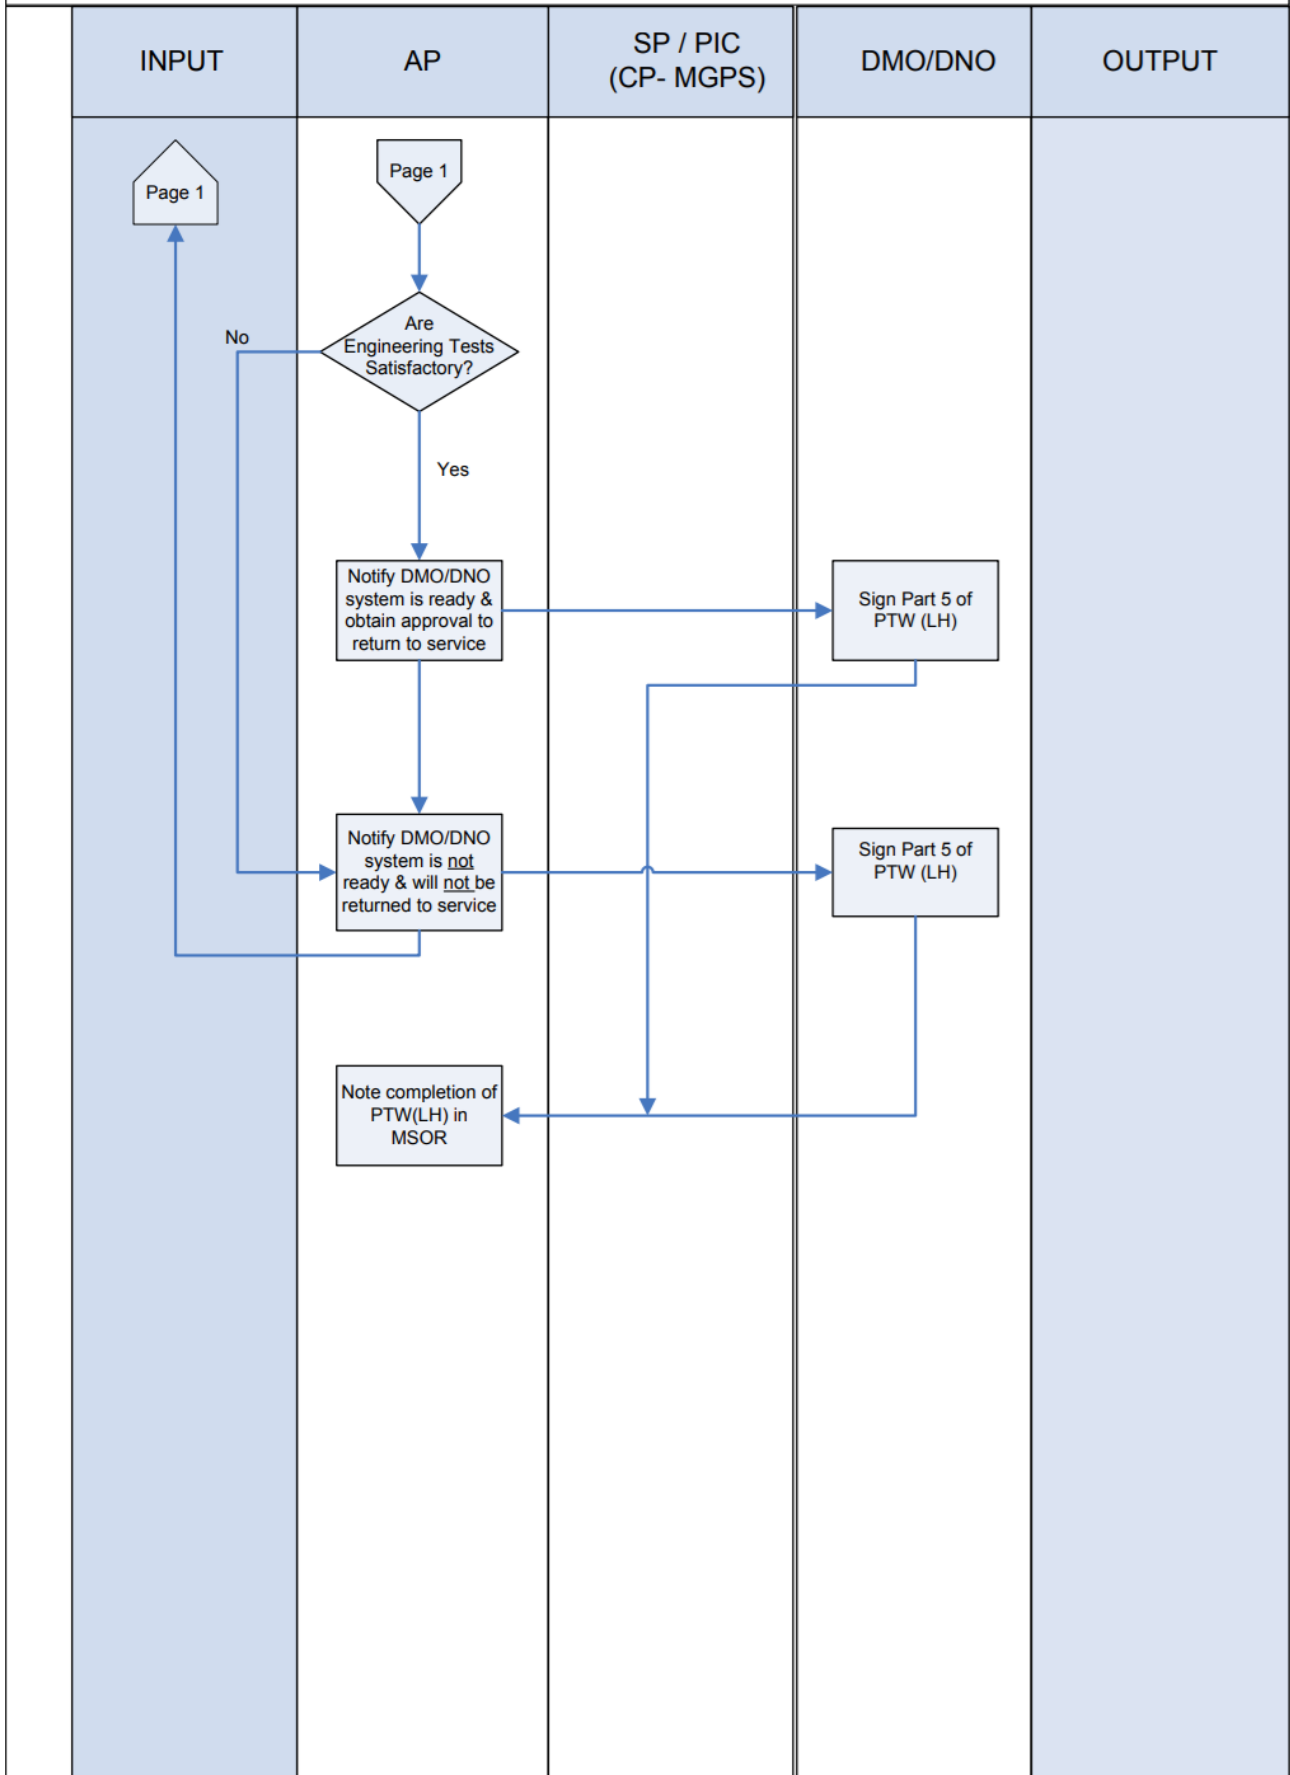 INPUT
AP
SP / PIC
(CP- MGPS)
DMO/DNO
OUTPUT
Page 1
Page 1
Are
Engineering Tests
Satisfactory?
No
Yes
Notify DMO/DNO
system is ready &
obtain approval to
return to service
Sign Part 5 of
PTW (LH)
Notify DMO/DNO
system is not
ready & will not be
returned to service
Sign Part 5 of
PTW (LH)
Note completion of
PTW(LH) in
MSOR